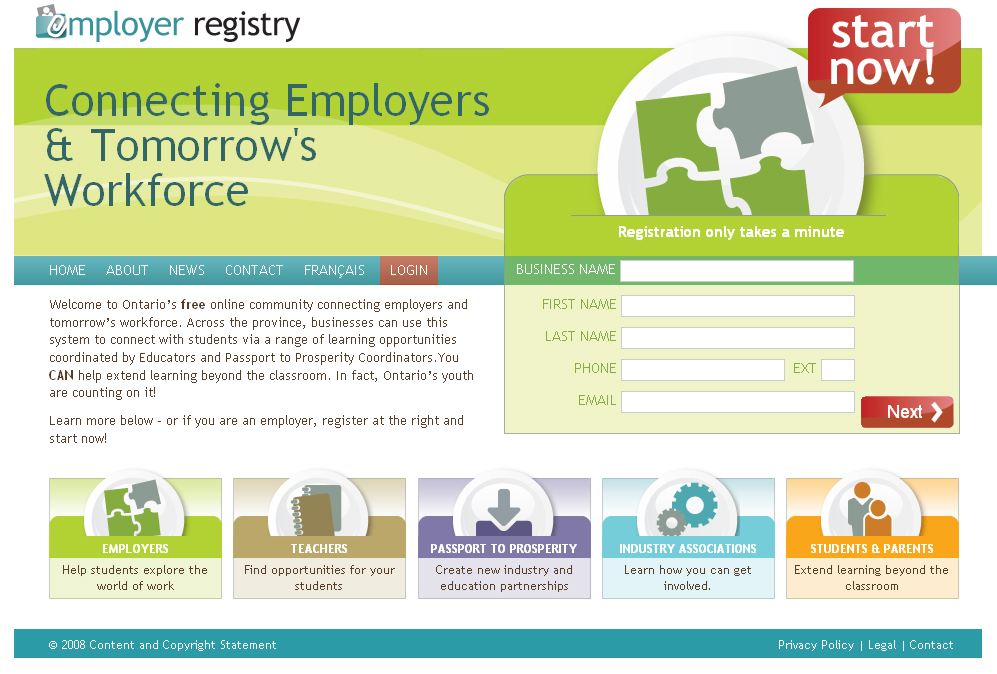 employer registry
start
now!
Connecting Employers
& Tomorrow's
Workforce
Registration only takes a minute
HOME ABOUT NEWS CONTACT FRANÇAIS LOGIN
BUSINESS NAME
FIRST NAME
LAST NAME
PHONE EXT
EMAIL
Next
Welcome to Ontario's free online community connecting employers and
tomorrow's workforce. Across the province, businesses can use this
system to connect with students via a range of learning opportunities
coordinated by Educators and Passport to Prosperity Coordinators.You
CAN help extend learning beyond the classroom. In fact, Ontario's youth
are counting on it!
Learn more below - or if you are an employer, register at the right and
start now!
EMPLOYERS
Help students explore the
world of work
TEACHERS
Find opportunities for your
students
PASSPORT TO PROSPERITY
Create new industry and
education partnerships
INDUSTRY ASSOCIATIONS
Learn how you can get
involved.
STUDENTS & PARENTS
Extend learning beyond the
classroom
© 2008 Content and Copyright Statement
Privacy Policy | Legal | Contact